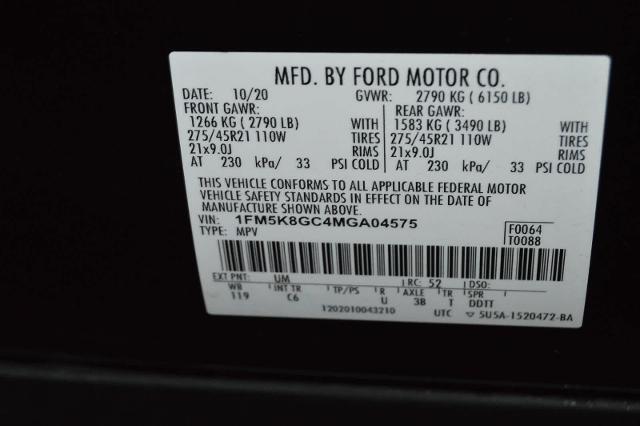 MFD. BY FORD MOTOR CO.
DATE: 10/20 GVWR: 2790 KG ( 6150 LB)
FRONT GAWR: REAR GAWR:
1266 KG ( 2790 LB) WITH 1583 KG ( 3490 LB) WITH
275/45R21 110W TIRES 275/45R21 110W TIRES
21x9.0J RIMS 21x9.0J RIMS
AT 230 kPa/ 33 PSI COLD AT 230 kPa/ 33 PSI COLD
THIS VEHICLE CONFORMS TO ALL APPLICABLE FEDERAL MOTOR
VEHICLE SAFETY STANDARDS IN EFFECT ON THE DATE OF
MANUFACTURE SHOWN ABOVE.
VIN: 1FM5K8GC4MGA04575 F0064
TYPE: MPV T0088
EXT PNT: UM RC: 52 DSO:
WB INT TR TP/PS R AXLE TR SPR
119 C6 U 3B T DDTT
1202010043210 UTC ▽ 5U5A-1520472-BA